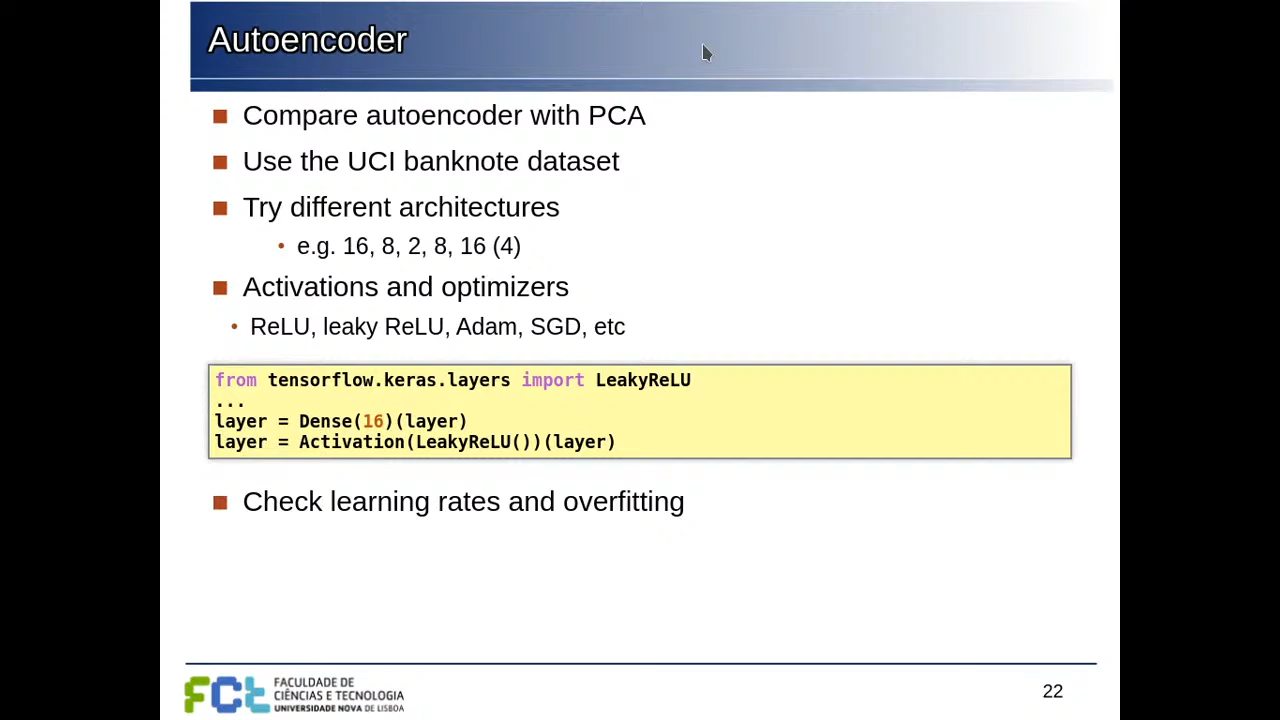 Autoencoder
Compare autoencoder with PCA
Use the UCI banknote dataset
Try different architectures
e.g. 16, 8, 2, 8, 16 (4)
Activations and optimizers
ReLU, leaky ReLU, Adam, SGD, etc
from tensorflow.keras.layers import LeakyReLU
...
layer = Dense(16)(layer)
layer = Activation(LeakyReLU())(layer)
Check learning rates and overfitting
FCt
FACULDADE DE
CIÊNCIAS E TECNOLOGIA
UNIVERSIDADE NOVA DE LISBOA
22